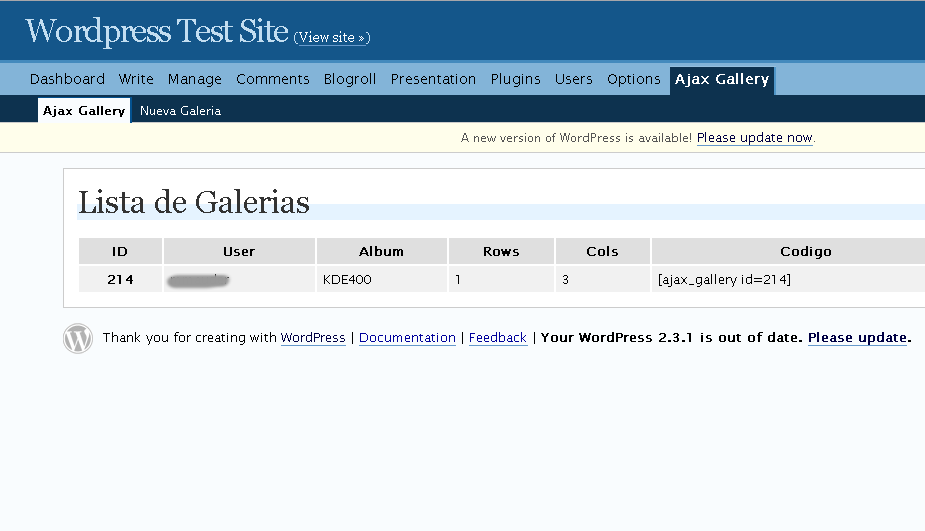 Wordpress Test Site (View site »)
Dashboard Write Manage Comments Blogroll Presentation Plugins Users Options Ajax Gallery
Ajax Gallery Nueva Galeria
A new version of WordPress is available! Please update now.
Lista de Galerias
ID User Album Rows Cols Codigo
214 KDE400 1 3 [ajax_gallery id=214]
Thank you for creating with WordPress | Documentation | Feedback | Your WordPress 2.3.1 is out of date. Please update.